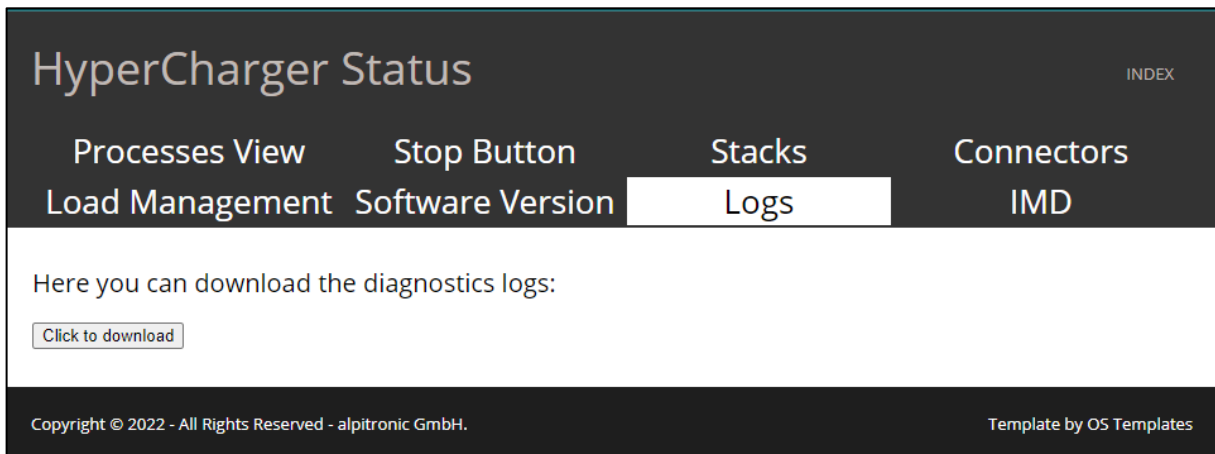 HyperCharger Status
INDEX
Processes View Stop Button Stacks Connectors
Load Management Software Version Logs IMD
Here you can download the diagnostics logs:
Click to download
Copyright © 2022 - All Rights Reserved - alpitronic GmbH.
Template by OS Templates